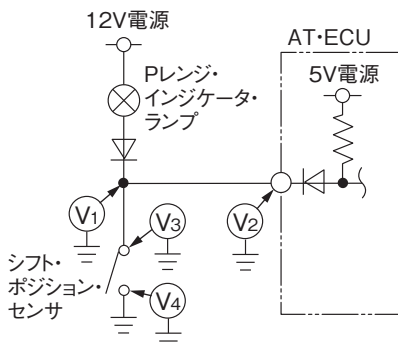 12V電源
AT・ECU
Pレンジ・
インジケータ・
ランプ
5V電源
V1
V3
V2
シフト・
ポジション・
センサ
V4